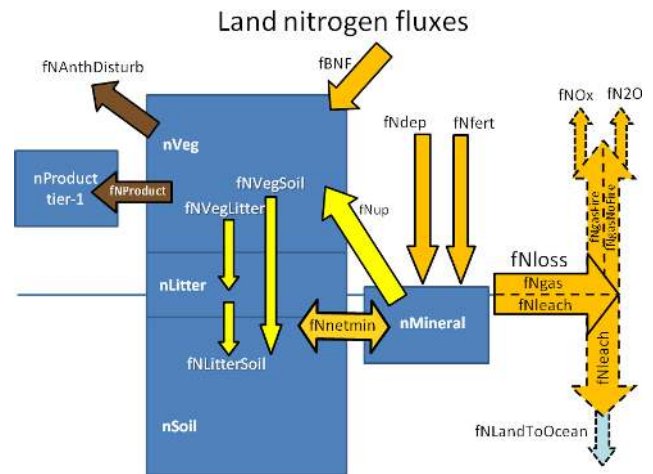 Land nitrogen fluxes
fNAnthDisturb
fBNF
fNOx
fN2O
fNdep
fNfert
nVeg
nProduct
tier-1
fNProduct
fNVegSoil
fNVegLitter
fNup
fNgasFire
fNgasNoFire
fNloss
fNgas
fNleach
nLitter
fNnetmin
nMineral
fNLitterSoil
fNleach
fNLandToOcean
nSoil